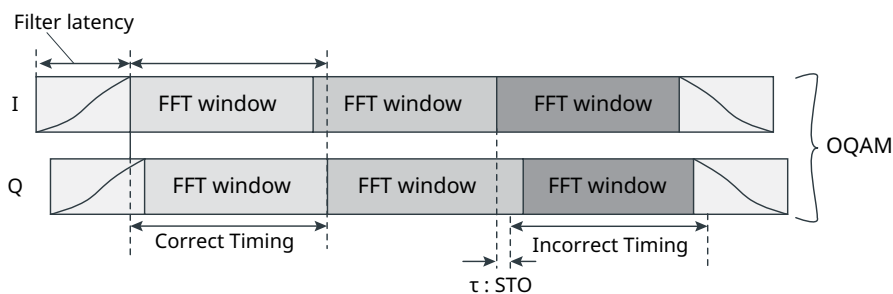 Filter latency
I
FFT window FFT window FFT window
OQAM
Q
FFT window FFT window FFT window
Correct Timing
Incorrect Timing
τ : STO